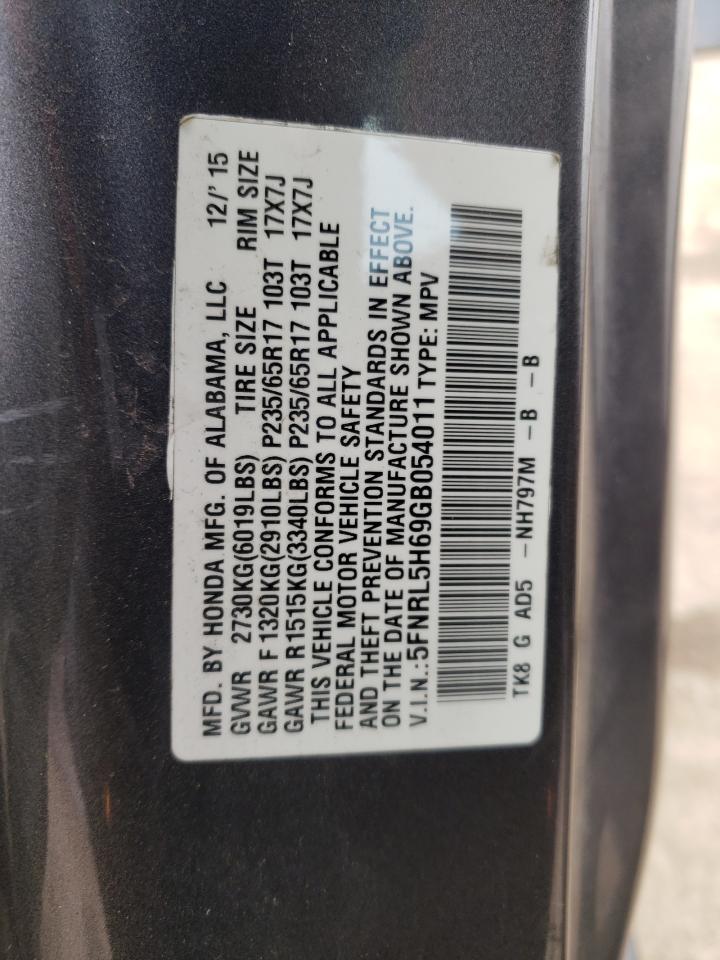 MFD. BY HONDA MFG. OF ALABAMA, LLC 12/' 15
GVWR 2730KG(6019LBS) TIRE SIZE RIM SIZE
GAWR F 1320KG(2910LBS) P235/65R17 103T 17X7J
GAWR R1515KG(3340LBS) P235/65R17 103T 17X7J
THIS VEHICLE CONFORMS TO ALL APPLICABLE
FEDERAL MOTOR VEHICLE SAFETY
AND THEFT PREVENTION STANDARDS IN EFFECT
ON THE DATE OF MANUFACTURE SHOWN ABOVE.
V.I.N.:5FNRL5H69GB054011 TYPE: MPV
TK8 G AD5 -NH797M -B -B